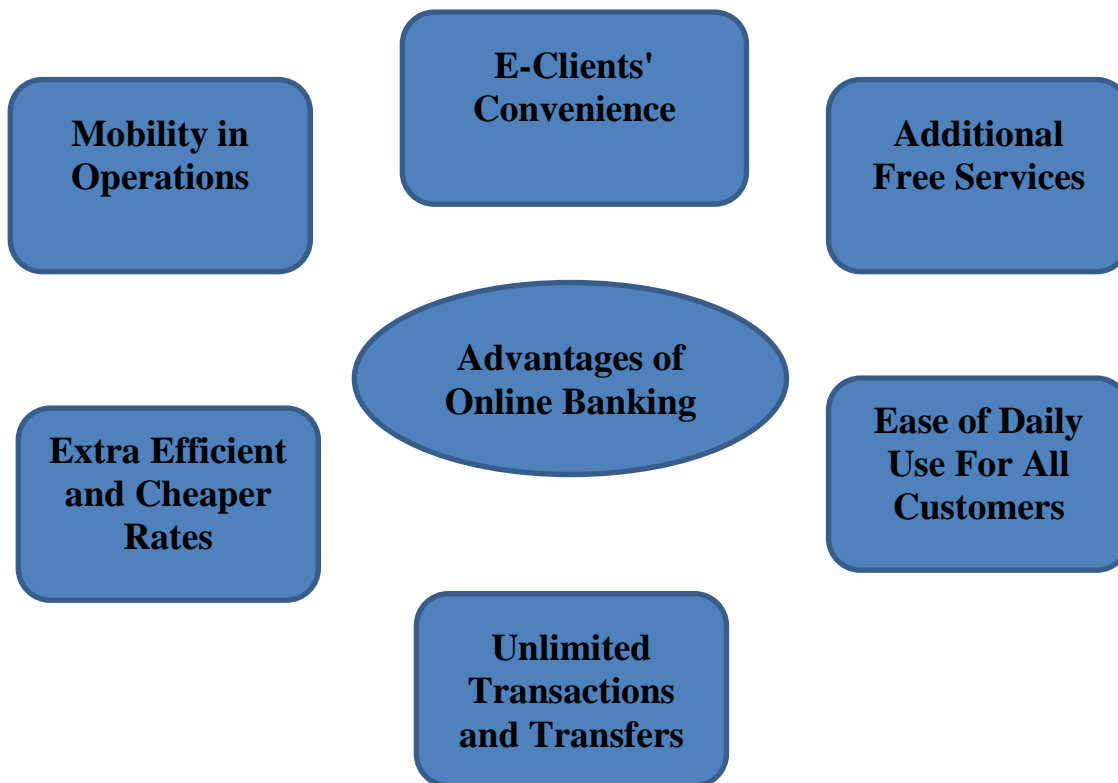 E-Clients'
Convenience
Mobility in
Operations
Additional
Free Services
Advantages of
Online Banking
Extra Efficient
and Cheaper
Rates
Ease of Daily
Use For All
Customers
Unlimited
Transactions
and Transfers